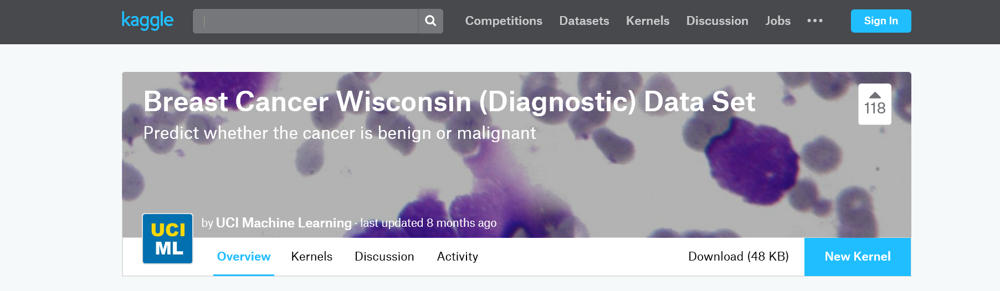 kaggle Competitions Datasets Kernels Discussion Jobs ••• Sign In
Breast Cancer Wisconsin (Diagnostic) Data Set
118
Predict whether the cancer is benign or malignant
UCI
ML
by UCI Machine Learning · last updated 8 months ago
Overview Kernels Discussion Activity Download (48 KB) New Kernel